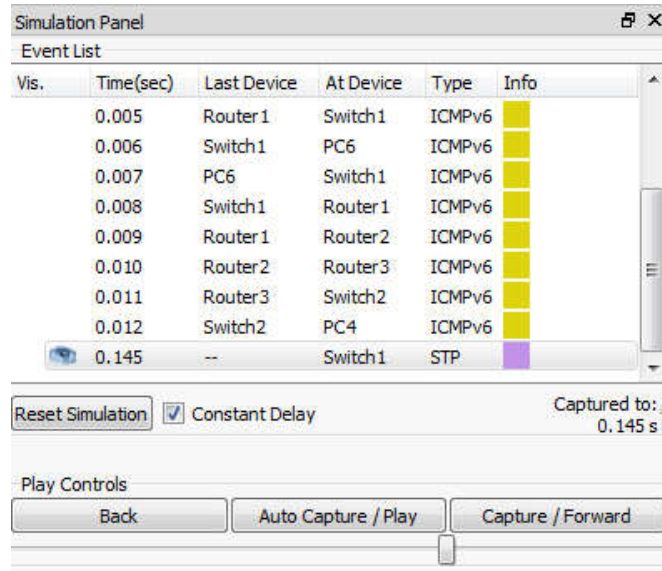 Simulation Panel
Event List
Vis. Time(sec) Last Device At Device Type Info
0.005 Router1 Switch1 ICMPv6
0.006 Switch1 PC6 ICMPv6
0.007 PC6 Switch1 ICMPv6
0.008 Switch1 Router1 ICMPv6
0.009 Router1 Router2 ICMPv6
0.010 Router2 Router3 ICMPv6
0.011 Router3 Switch2 ICMPv6
0.012 Switch2 PC4 ICMPv6
0.145 -- Switch1 STP
Reset Simulation Constant Delay Captured to:
0.145 s
Play Controls
Back Auto Capture / Play Capture / Forward